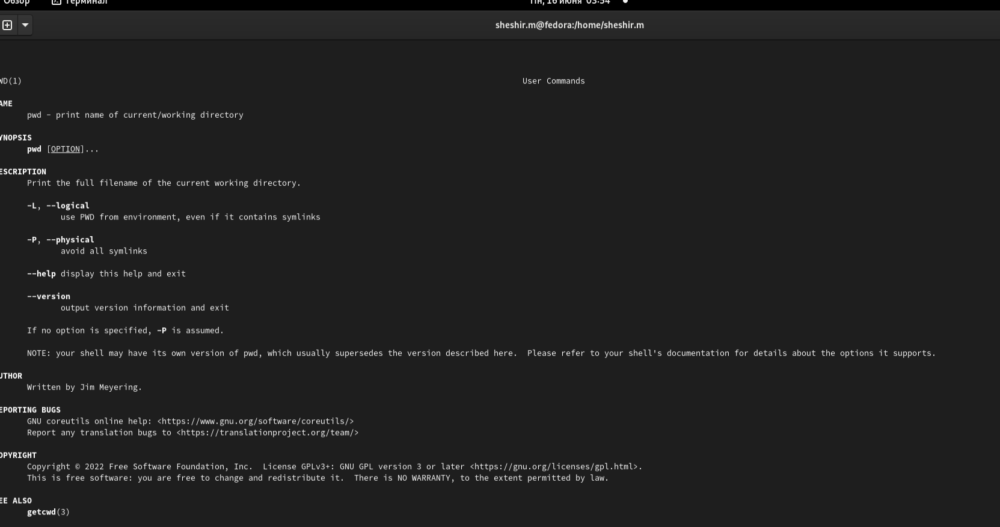 Обзор Терминал Пн, 16 июня 03:54
sheshir.m@fedora:/home/sheshir.m
WD(1) User Commands
AME
pwd - print name of current/working directory
YNOPSIS
pwd [OPTION]...
ESCRIPTION
Print the full filename of the current working directory.
-L, --logical
use PWD from environment, even if it contains symlinks
-P, --physical
avoid all symlinks
--help display this help and exit
--version
output version information and exit
If no option is specified, -P is assumed.
NOTE: your shell may have its own version of pwd, which usually supersedes the version described here.  Please refer to your shell's documentation for details about the options it supports.
UTHOR
Written by Jim Meyering.
EPORTING BUGS
GNU coreutils online help: <https://www.gnu.org/software/coreutils/>
Report any translation bugs to <https://translationproject.org/team/>
OPYRIGHT
Copyright © 2022 Free Software Foundation, Inc.  License GPLv3+: GNU GPL version 3 or later <https://gnu.org/licenses/gpl.html>.
This is free software: you are free to change and redistribute it.  There is NO WARRANTY, to the extent permitted by law.
EE ALSO
getcwd(3)